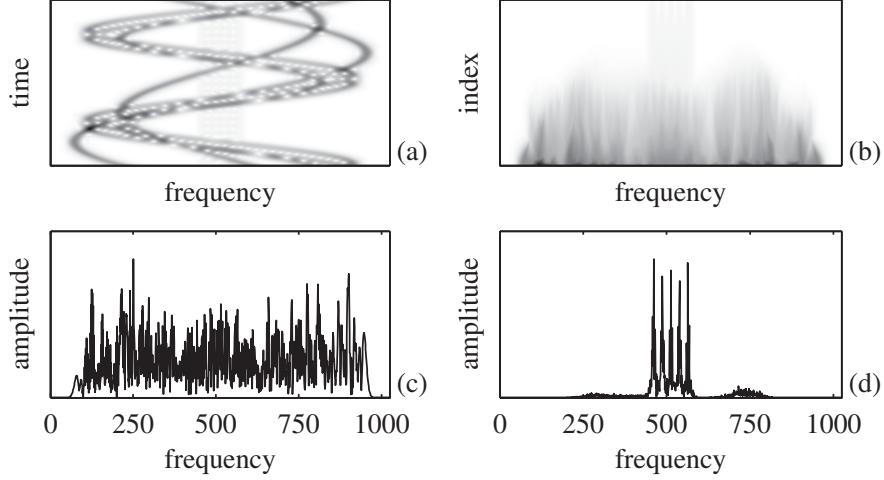 time
(a)
frequency
index
(b)
frequency
amplitude
(c)
0 250 500 750 1000
frequency
amplitude
(d)
0 250 500 750 1000
frequency